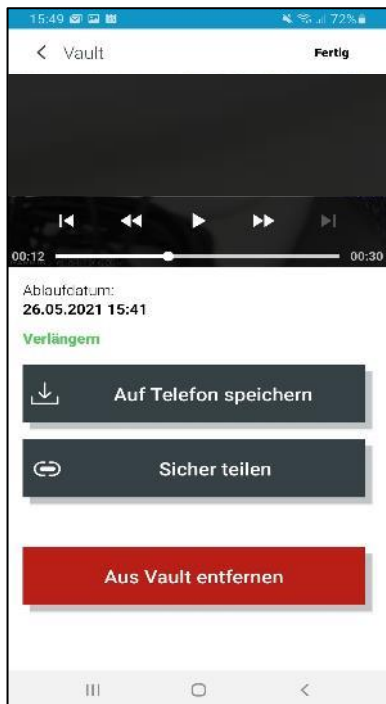 15:49 72%
Vault Fertig
00:12 00:30
Ablaufdatum:
26.05.2021 15:41
Verlängern
Auf Telefon speichern
Sicher teilen
Aus Vault entfernen